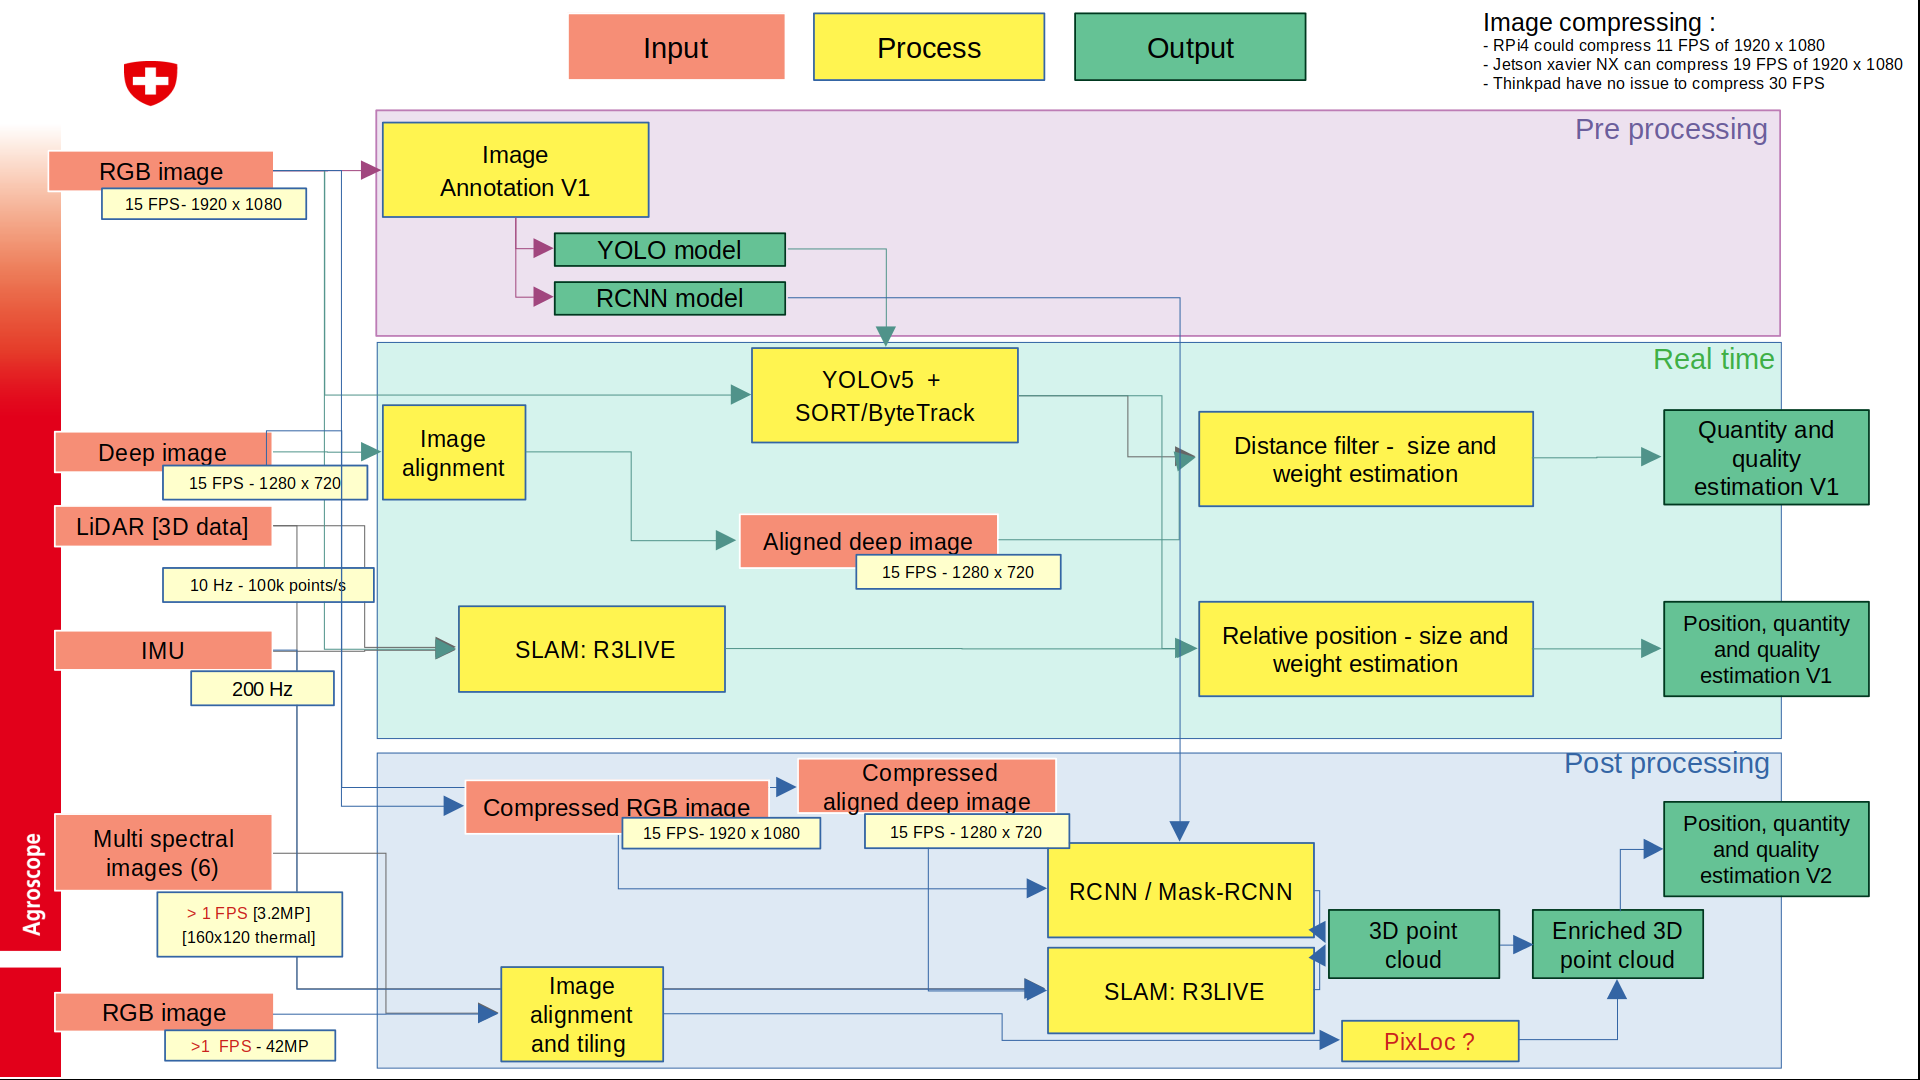 Input
Process
Output
Image compressing :
- RPi4 could compress 11 FPS of 1920 x 1080
- Jetson xavier NX can compress 19 FPS of 1920 x 1080
- Thinkpad have no issue to compress 30 FPS
Pre processing
RGB image
15 FPS- 1920 x 1080
Image
Annotation V1
YOLO model
RCNN model
Real time
YOLOv5 +
SORT/ByteTrack
Deep image
15 FPS - 1280 x 720
Image
alignment
Distance filter - size and
weight estimation
Quantity and
quality
estimation V1
LiDAR [3D data]
10 Hz - 100k points/s
Aligned deep image
15 FPS - 1280 x 720
IMU
200 Hz
SLAM: R3LIVE
Relative position - size and
weight estimation
Position, quantity
and quality
estimation V1
Post processing
Compressed RGB image
15 FPS- 1920 x 1080
Compressed
aligned deep image
15 FPS - 1280 x 720
Position, quantity
and quality
estimation V2
Multi spectral
images (6)
> 1 FPS [3.2MP]
[160x120 thermal]
RCNN / Mask-RCNN
3D point
cloud
Enriched 3D
point cloud
SLAM: R3LIVE
Image
alignment
and tiling
RGB image
>1 FPS - 42MP
PixLoc ?
Agroscope